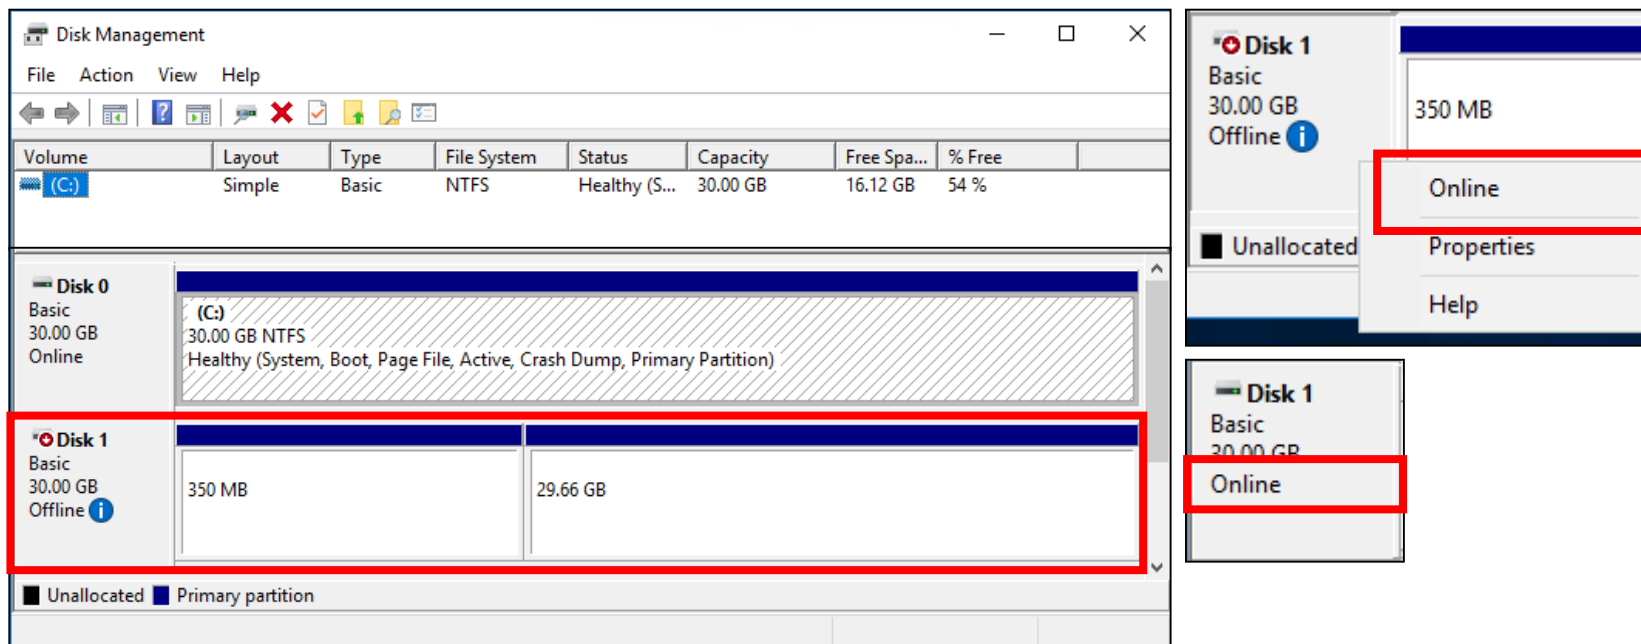 Disk Management
File Action View Help
Volume Layout Type File System Status Capacity Free Spa... % Free
(C:) Simple Basic NTFS Healthy (S... 30.00 GB 16.12 GB 54 %
Disk 0
Basic
30.00 GB
Online
(C:)
30.00 GB NTFS
Healthy (System, Boot, Page File, Active, Crash Dump, Primary Partition)
Disk 1
Basic
30.00 GB
Offline
350 MB
29.66 GB
Unallocated Primary partition
Disk 1
Basic
30.00 GB
Offline
350 MB
Online
Properties
Help
Unallocated
Disk 1
Basic
30.00 GB
Online